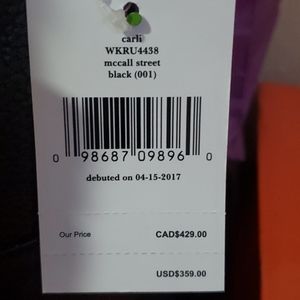 carli
WKRU4438
mccall street
black (001)
0 98687 09896 0
debuted on 04-15-2017
Our Price CAD$429.00
USD$359.00